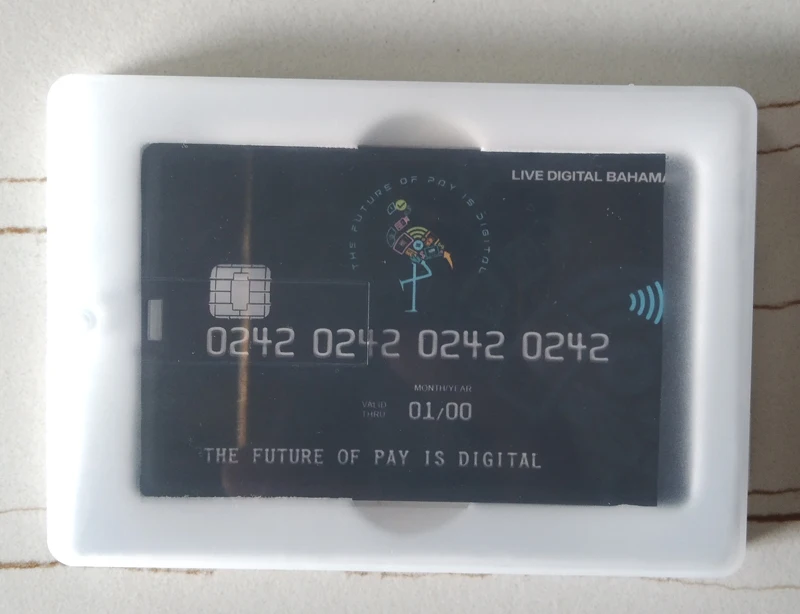 LIVE DIGITAL BAHAMA
THE FUTURE OF PAY IS DIGITAL
0242 0242 0242 0242
MONTH/YEAR
VALID THRU
01/00
THE FUTURE OF PAY IS DIGITAL